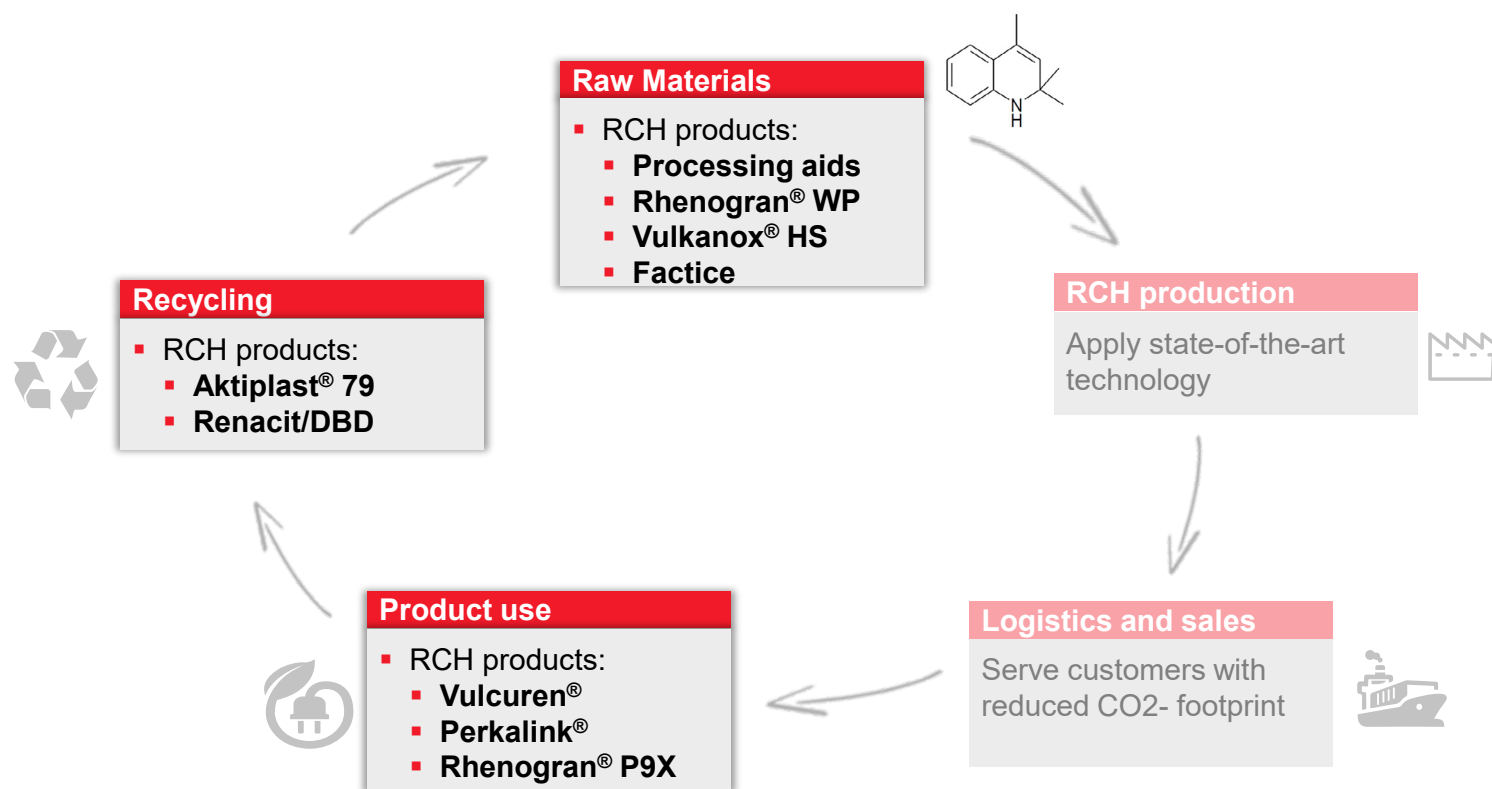 Raw Materials
RCH products:
Processing aids
Rhenogran® WP
Vulkanox® HS
Factice
N
H
RCH production
Apply state-of-the-art
technology
Logistics and sales
Serve customers with
reduced CO2- footprint
Product use
RCH products:
Vulcuren®
Perkalink®
Rhenogran® P9X
Recycling
RCH products:
Aktiplast® 79
Renacit/DBD